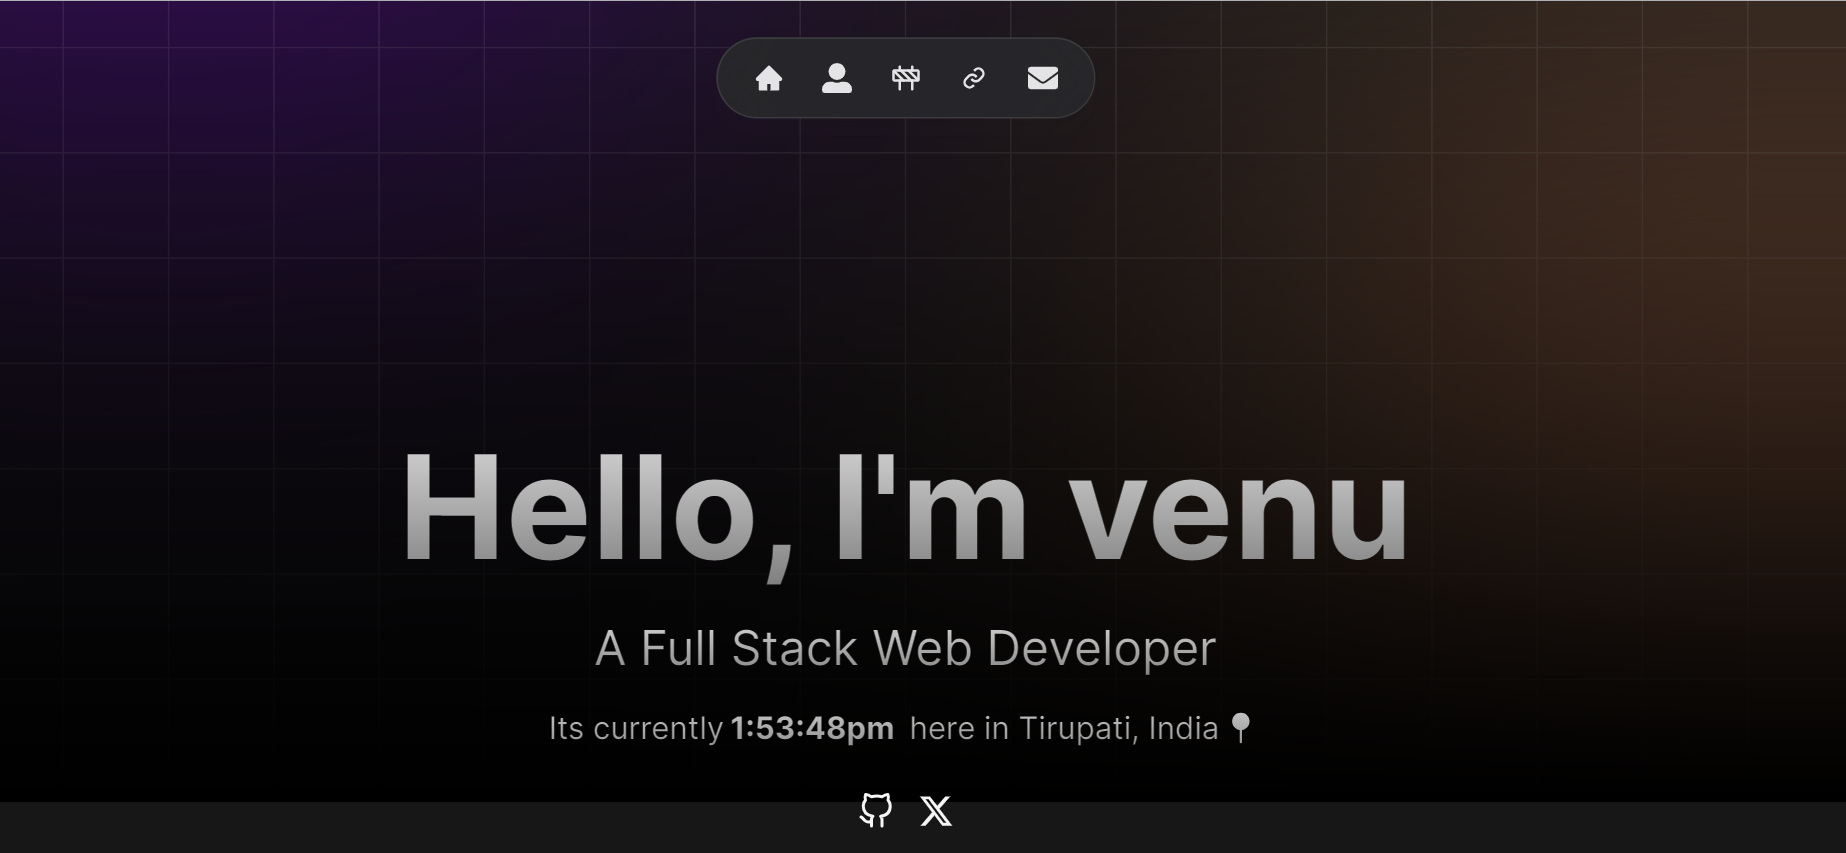 Hello, I'm venu
A Full Stack Web Developer
Its currently 1:53:48pm here in Tirupati, India